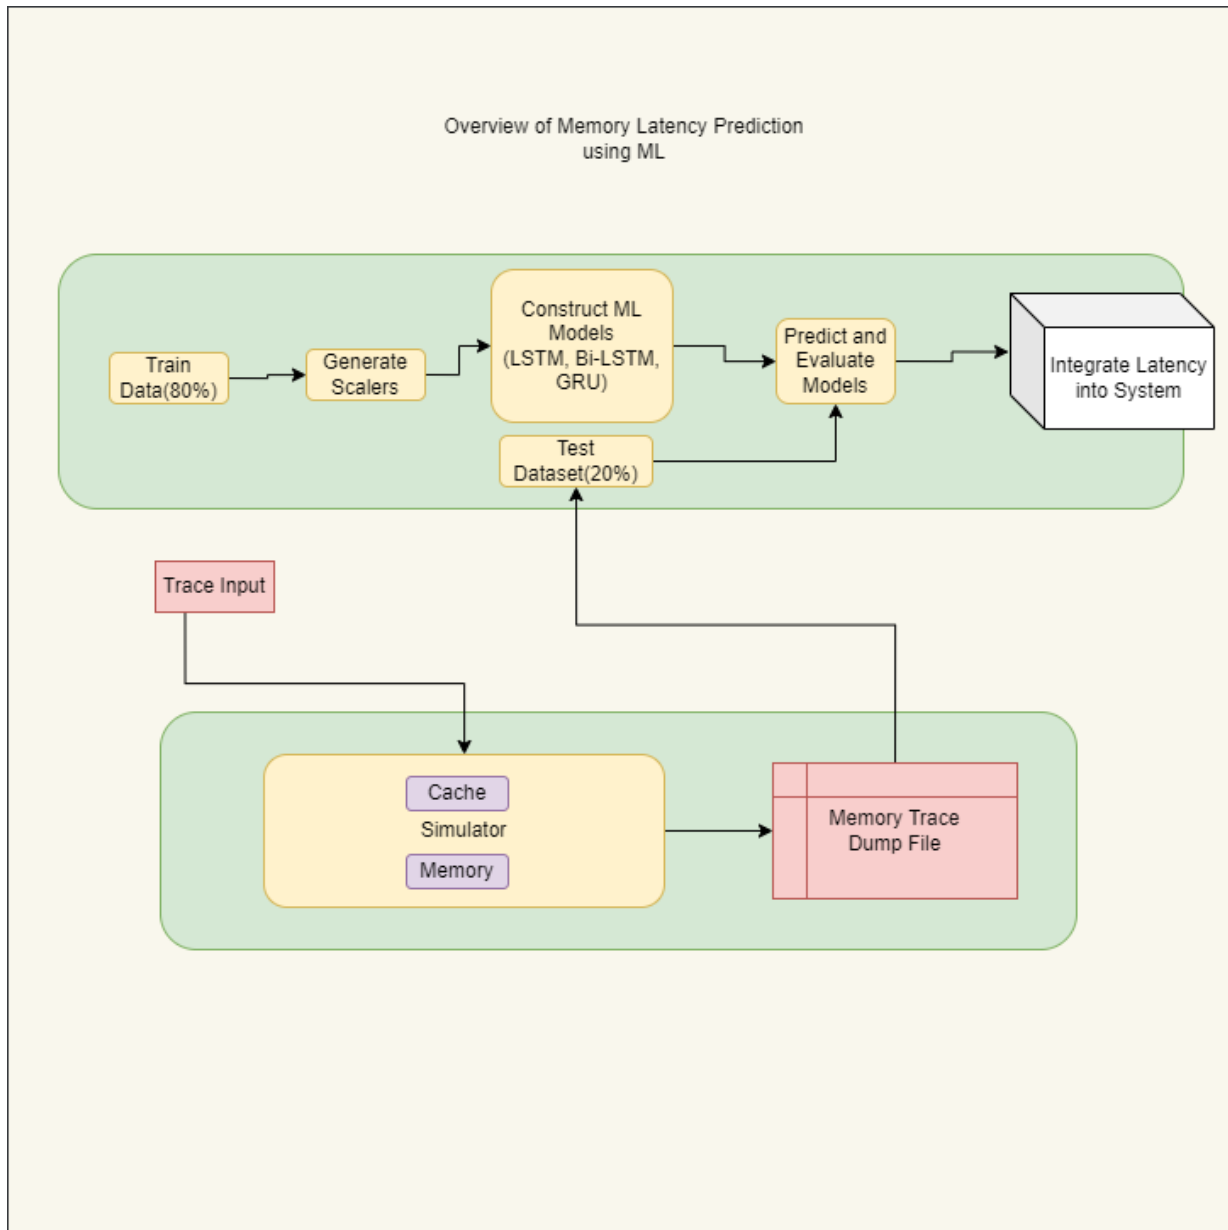 Overview of Memory Latency Prediction
using ML
Train
Data(80%)
Generate
Scalers
Construct ML
Models
(LSTM, Bi-LSTM,
GRU)
Predict and
Evaluate
Models
Integrate Latency
into System
Test
Dataset(20%)
Trace Input
Cache
Simulator
Memory
Memory Trace
Dump File